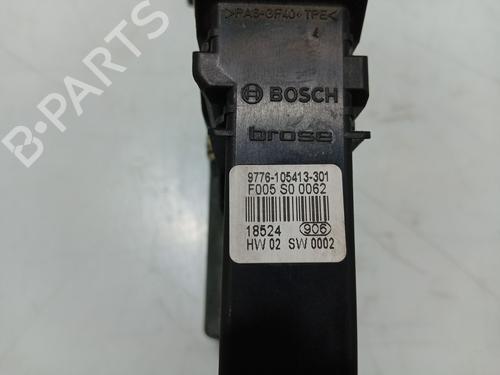 >PA6-GF40+TPE<
BOSCH
brose
9776-105413-301
F005 S0 0062
18524 906
HW 02 SW 0002
B-PARTS